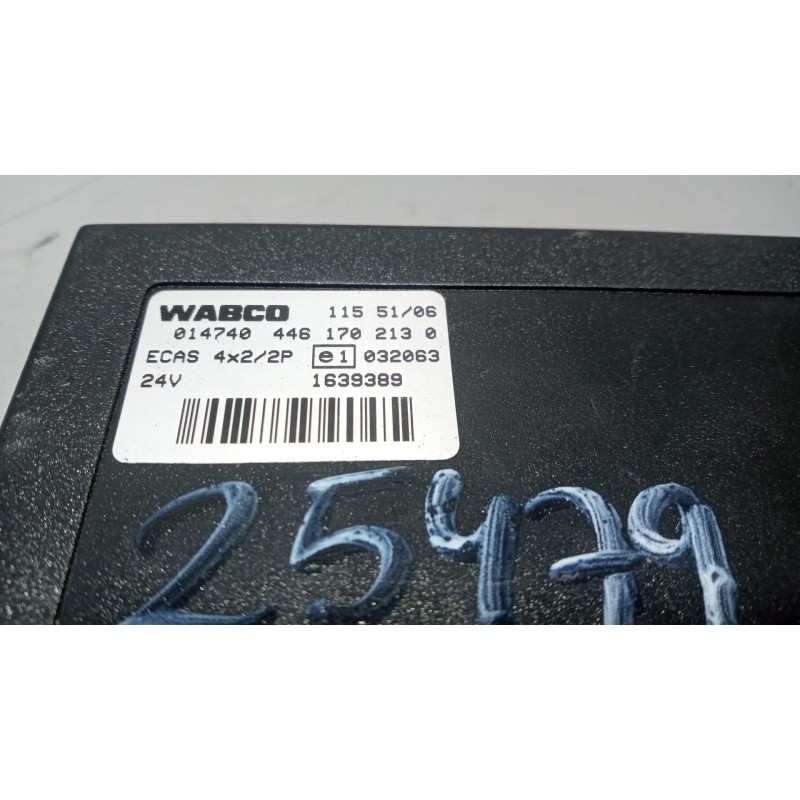 WABCO 115 51/06
014740 446 170 213 0
ECAS 4x2/2P e1 032063
24V 1639389
25479